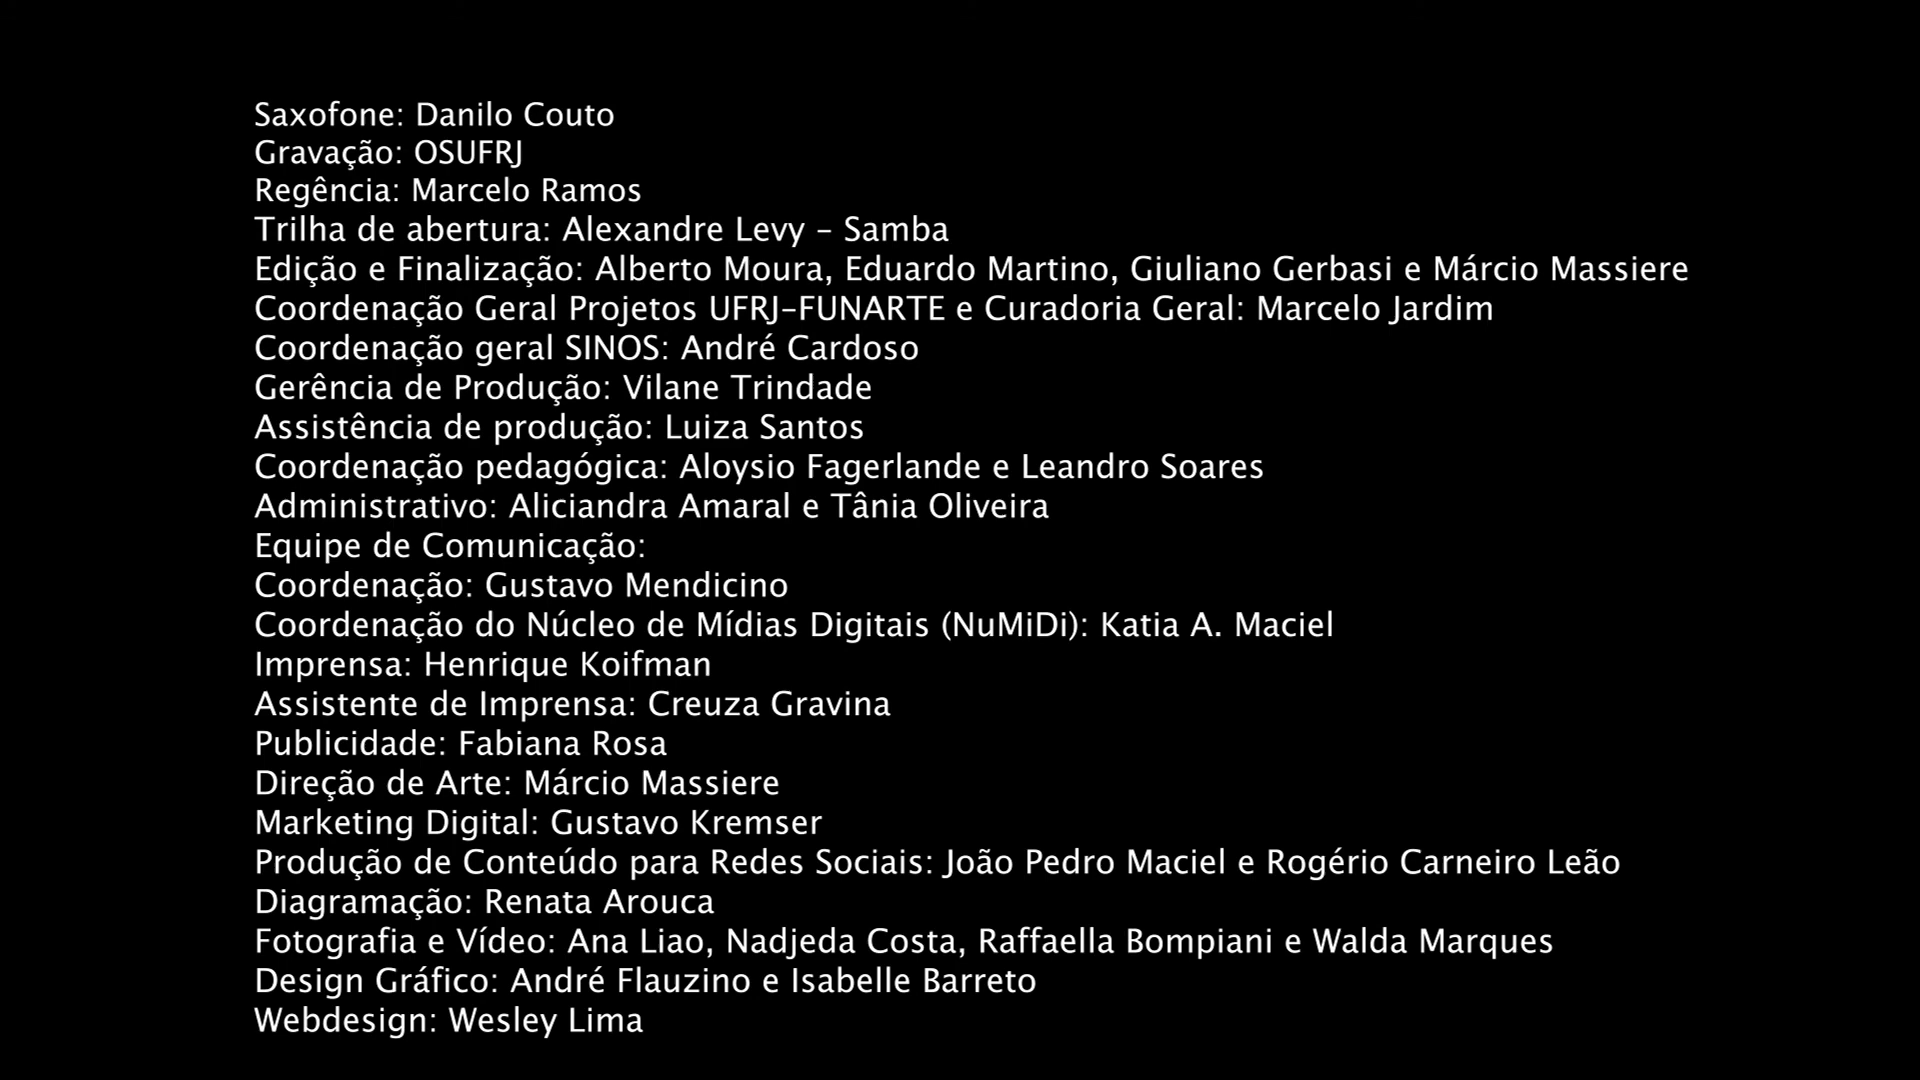 Saxofone: Danilo Couto
Gravação: OSUFRJ
Regência: Marcelo Ramos
Trilha de abertura: Alexandre Levy – Samba
Edição e Finalização: Alberto Moura, Eduardo Martino, Giuliano Gerbasi e Márcio Massiere
Coordenação Geral Projetos UFRJ-FUNARTE e Curadoria Geral: Marcelo Jardim
Coordenação geral SINOS: André Cardoso
Gerência de Produção: Vilane Trindade
Assistência de produção: Luiza Santos
Coordenação pedagógica: Aloysio Fagerlande e Leandro Soares
Administrativo: Aliciandra Amaral e Tânia Oliveira
Equipe de Comunicação:
Coordenação: Gustavo Mendicino
Coordenação do Núcleo de Mídias Digitais (NuMiDi): Katia A. Maciel
Imprensa: Henrique Koifman
Assistente de Imprensa: Creuza Gravina
Publicidade: Fabiana Rosa
Direção de Arte: Márcio Massiere
Marketing Digital: Gustavo Kremser
Produção de Conteúdo para Redes Sociais: João Pedro Maciel e Rogério Carneiro Leão
Diagramação: Renata Arouca
Fotografia e Vídeo: Ana Liao, Nadjeda Costa, Raffaella Bompiani e Walda Marques
Design Gráfico: André Flauzino e Isabelle Barreto
Webdesign: Wesley Lima